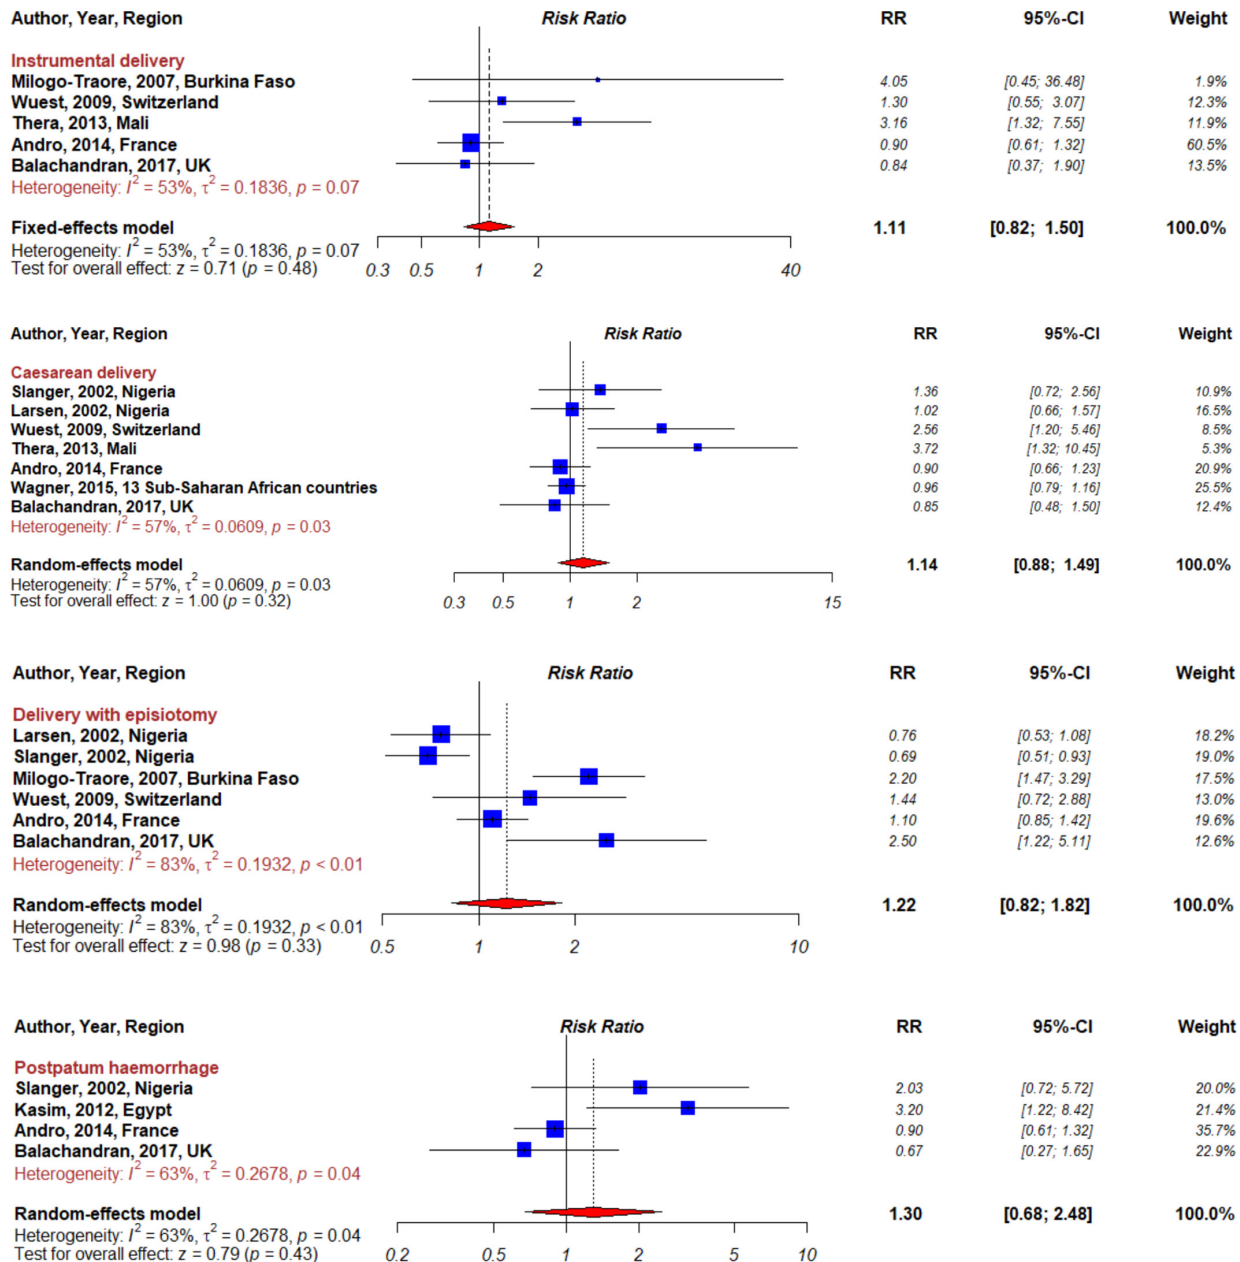 Author, Year, Region Risk Ratio RR 95%-CI Weight
Instrumental delivery
Milogo-Traore, 2007, Burkina Faso 4.05 [0.45; 36.48] 1.9%
Wuest, 2009, Switzerland 1.30 [0.55; 3.07] 12.3%
Thera, 2013, Mali 3.16 [1.32; 7.55] 11.9%
Andro, 2014, France 0.90 [0.61; 1.32] 60.5%
Balachandran, 2017, UK 0.84 [0.37; 1.90] 13.5%
Heterogeneity: I² = 53%, τ² = 0.1836, p = 0.07
Fixed-effects model 1.11 [0.82; 1.50] 100.0%
Heterogeneity: I² = 53%, τ² = 0.1836, p = 0.07
Test for overall effect: z = 0.71 (p = 0.48)
0.3 0.5 1 2 40
Author, Year, Region Risk Ratio RR 95%-CI Weight
Caesarean delivery
Slanger, 2002, Nigeria 1.36 [0.72; 2.56] 10.9%
Larsen, 2002, Nigeria 1.02 [0.66; 1.57] 16.5%
Wuest, 2009, Switzerland 2.56 [1.20; 5.46] 8.5%
Thera, 2013, Mali 3.72 [1.32; 10.45] 5.3%
Andro, 2014, France 0.90 [0.66; 1.23] 20.9%
Wagner, 2015, 13 Sub-Saharan African countries 0.96 [0.79; 1.16] 25.5%
Balachandran, 2017, UK 0.85 [0.48; 1.50] 12.4%
Heterogeneity: I² = 57%, τ² = 0.0609, p = 0.03
Random-effects model 1.14 [0.88; 1.49] 100.0%
Heterogeneity: I² = 57%, τ² = 0.0609, p = 0.03
Test for overall effect: z = 1.00 (p = 0.32)
0.3 0.5 1 2 15
Author, Year, Region Risk Ratio RR 95%-CI Weight
Delivery with episiotomy
Larsen, 2002, Nigeria 0.76 [0.53; 1.08] 18.2%
Slanger, 2002, Nigeria 0.69 [0.51; 0.93] 19.0%
Milogo-Traore, 2007, Burkina Faso 2.20 [1.47; 3.29] 17.5%
Wuest, 2009, Switzerland 1.44 [0.72; 2.88] 13.0%
Andro, 2014, France 1.10 [0.85; 1.42] 19.6%
Balachandran, 2017, UK 2.50 [1.22; 5.11] 12.6%
Heterogeneity: I² = 83%, τ² = 0.1932, p < 0.01
Random-effects model 1.22 [0.82; 1.82] 100.0%
Heterogeneity: I² = 83%, τ² = 0.1932, p < 0.01
Test for overall effect: z = 0.98 (p = 0.33)
0.5 1 2 10
Author, Year, Region Risk Ratio RR 95%-CI Weight
Postpatum haemorrhage
Slanger, 2002, Nigeria 2.03 [0.72; 5.72] 20.0%
Kasim, 2012, Egypt 3.20 [1.22; 8.42] 21.4%
Andro, 2014, France 0.90 [0.61; 1.32] 35.7%
Balachandran, 2017, UK 0.67 [0.27; 1.65] 22.9%
Heterogeneity: I² = 63%, τ² = 0.2678, p = 0.04
Random-effects model 1.30 [0.68; 2.48] 100.0%
Heterogeneity: I² = 63%, τ² = 0.2678, p = 0.04
Test for overall effect: z = 0.79 (p = 0.43)
0.2 0.5 1 2 5 10